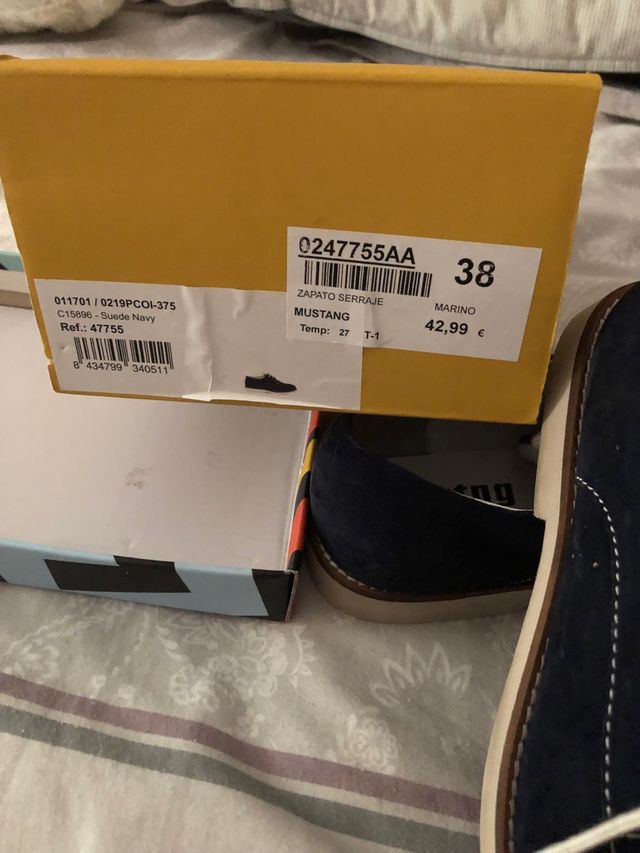 0247755AA
38
ZAPATO SERRAJE
MARINO
MUSTANG
42,99 €
Temp: 27 T-1
011701 / 0219PCOI-375
C15896 - Suede Navy
Ref.: 47755
8 434799 340511
mtng